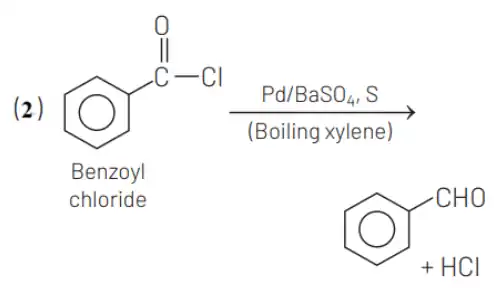 O
(2)
C—Cl
Pd/BaSO₄, S
(Boiling xylene)
Benzoyl
chloride
CHO
+ HCl